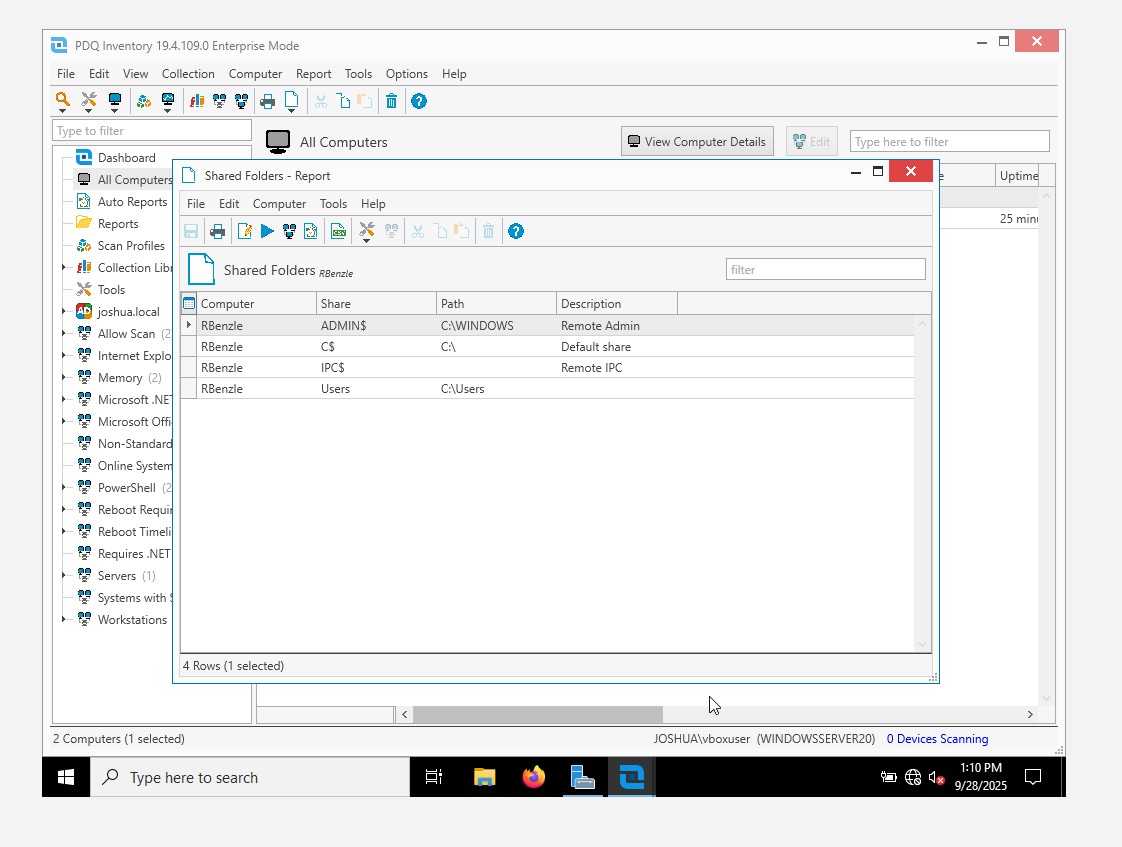 PDQ Inventory 19.4.109.0 Enterprise Mode
File Edit View Collection Computer Report Tools Options Help
Type to filter
All Computers
View Computer Details
Edit
Type here to filter
Uptime
25 minu
Dashboard
All Computers
Auto Reports
Reports
Scan Profiles
Collection Libr
Tools
AD joshua.local
Allow Scan (2
Internet Explo
Memory (2)
Microsoft .NE
Microsoft Offi
Non-Standard
Online System
PowerShell (2
Reboot Requi
Reboot Timeli
Requires .NET
Servers (1)
Systems with S
Workstations
Shared Folders - Report
File Edit Computer Tools Help
CSV
Shared Folders RBenzle
filter
Computer Share Path Description
RBenzle ADMIN$ C:\WINDOWS Remote Admin
RBenzle C$ C:\ Default share
RBenzle IPC$ Remote IPC
RBenzle Users C:\Users
4 Rows (1 selected)
2 Computers (1 selected)
JOSHUA\vboxuser (WINDOWSSERVER20) 0 Devices Scanning
Type here to search
1:10 PM
9/28/2025